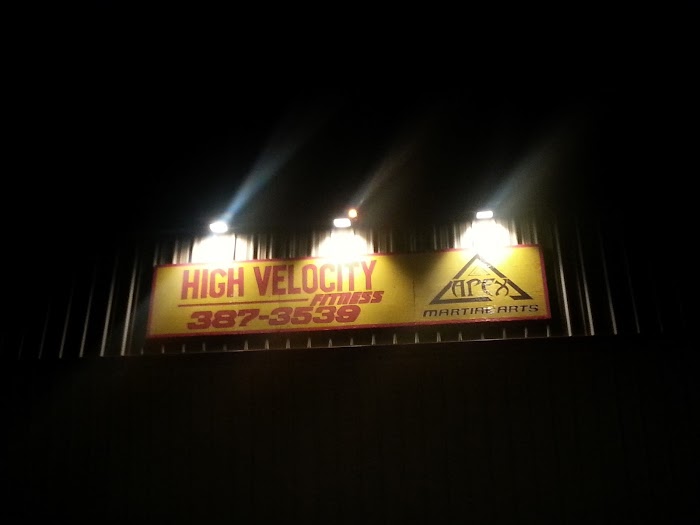 HIGH VELOCITY
FITNESS
387-3539
APEX
MARTIAL ARTS